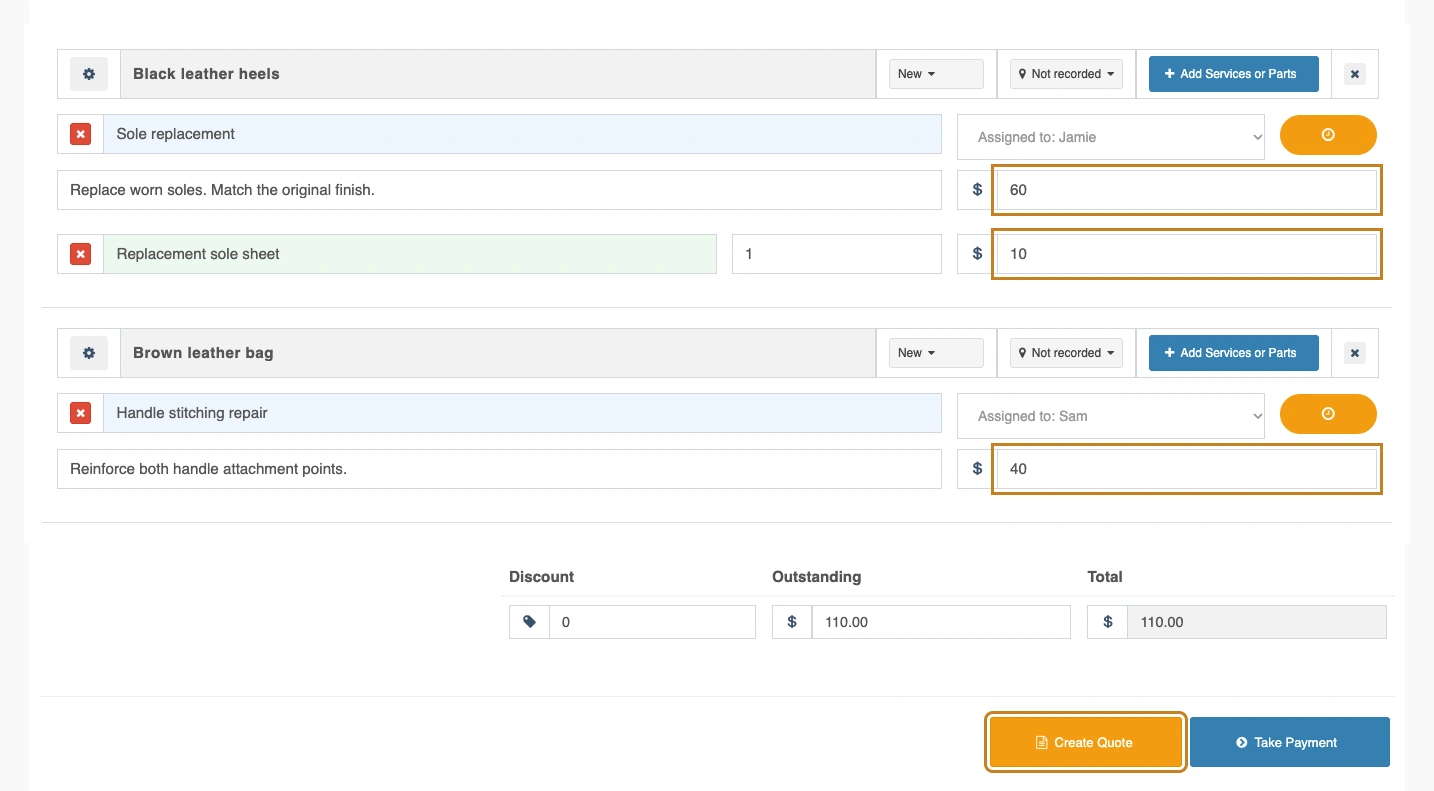 Black leather heels New Not recorded + Add Services or Parts
Sole replacement Assigned to: Jamie
Replace worn soles. Match the original finish. $ 60
Replacement sole sheet 1 $ 10
Brown leather bag New Not recorded + Add Services or Parts
Handle stitching repair Assigned to: Sam
Reinforce both handle attachment points. $ 40
Discount Outstanding Total
0 $ 110.00 $ 110.00
Create Quote Take Payment